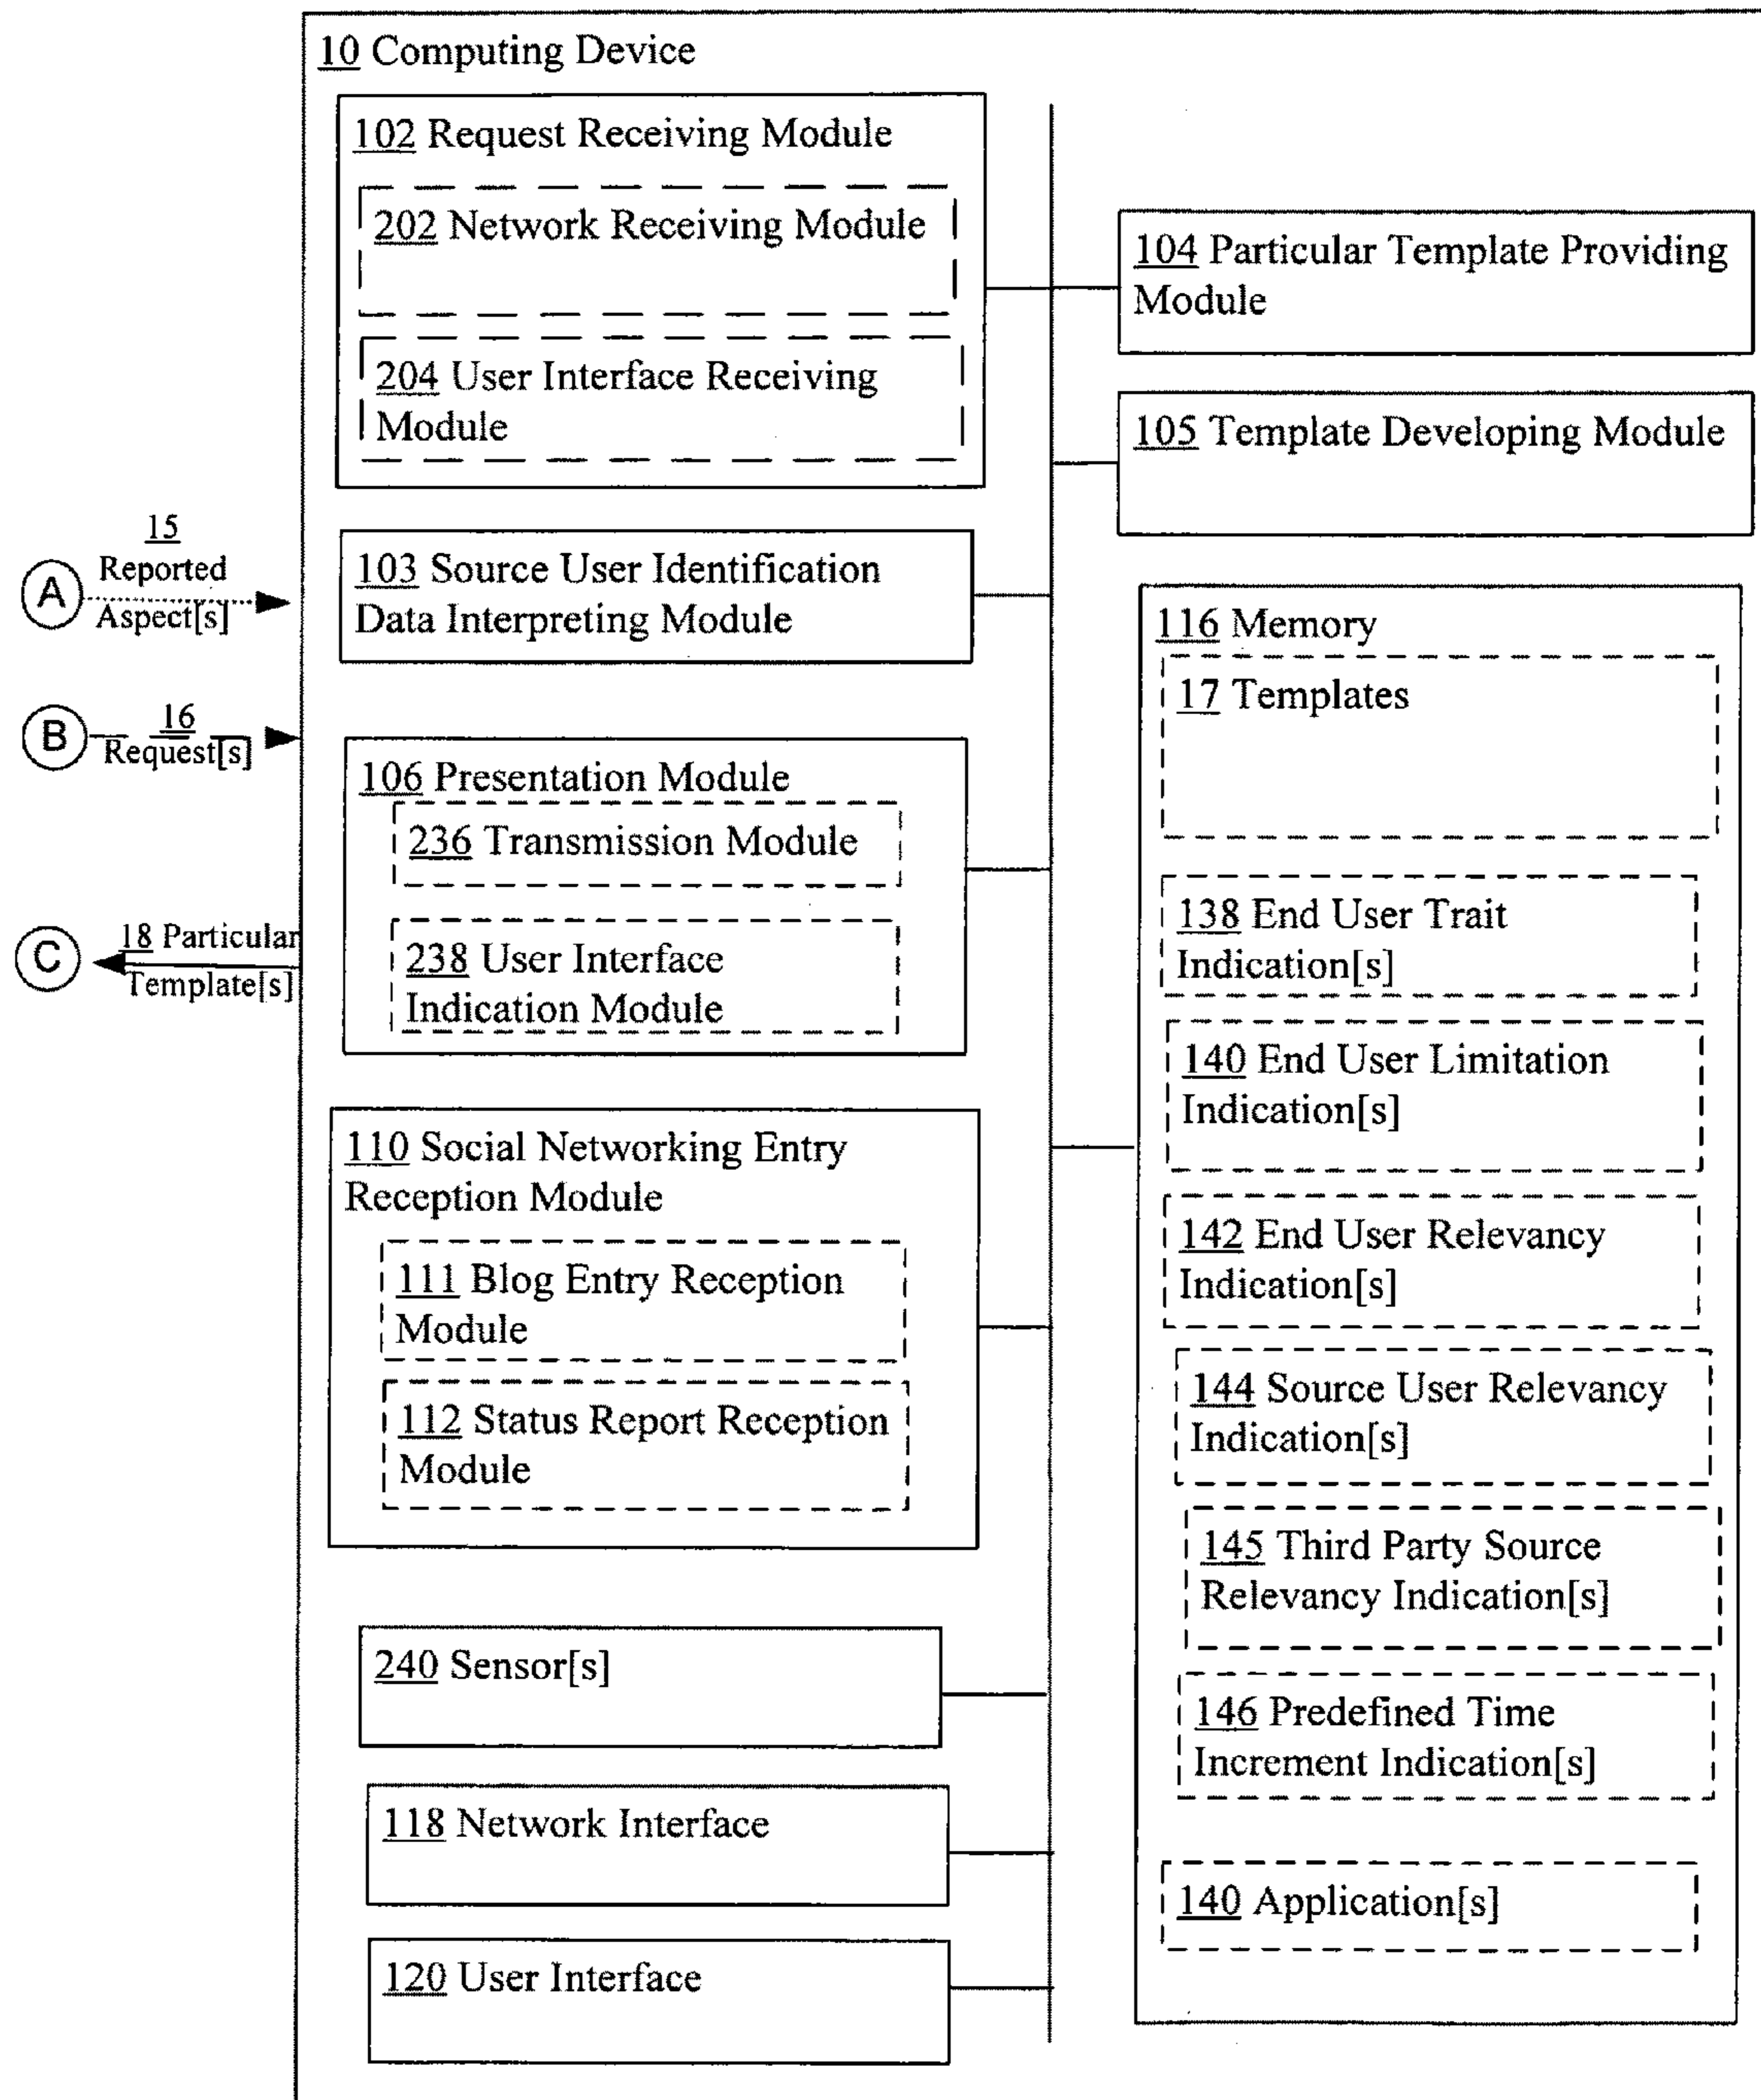 10 Computing Device
102 Request Receiving Module
202 Network Receiving Module
204 User Interface Receiving
Module
104 Particular Template Providing
Module
105 Template Developing Module
15
Reported
Aspect[s]
A
103 Source User Identification
Data Interpreting Module
B
16
Request[s]
106 Presentation Module
236 Transmission Module
238 User Interface
Indication Module
C
18 Particular
Template[s]
110 Social Networking Entry
Reception Module
111 Blog Entry Reception
Module
112 Status Report Reception
Module
240 Sensor[s]
118 Network Interface
120 User Interface
116 Memory
17 Templates
138 End User Trait
Indication[s]
140 End User Limitation
Indication[s]
142 End User Relevancy
Indication[s]
144 Source User Relevancy
Indication[s]
145 Third Party Source
Relevancy Indication[s]
146 Predefined Time
Increment Indication[s]
140 Application[s]